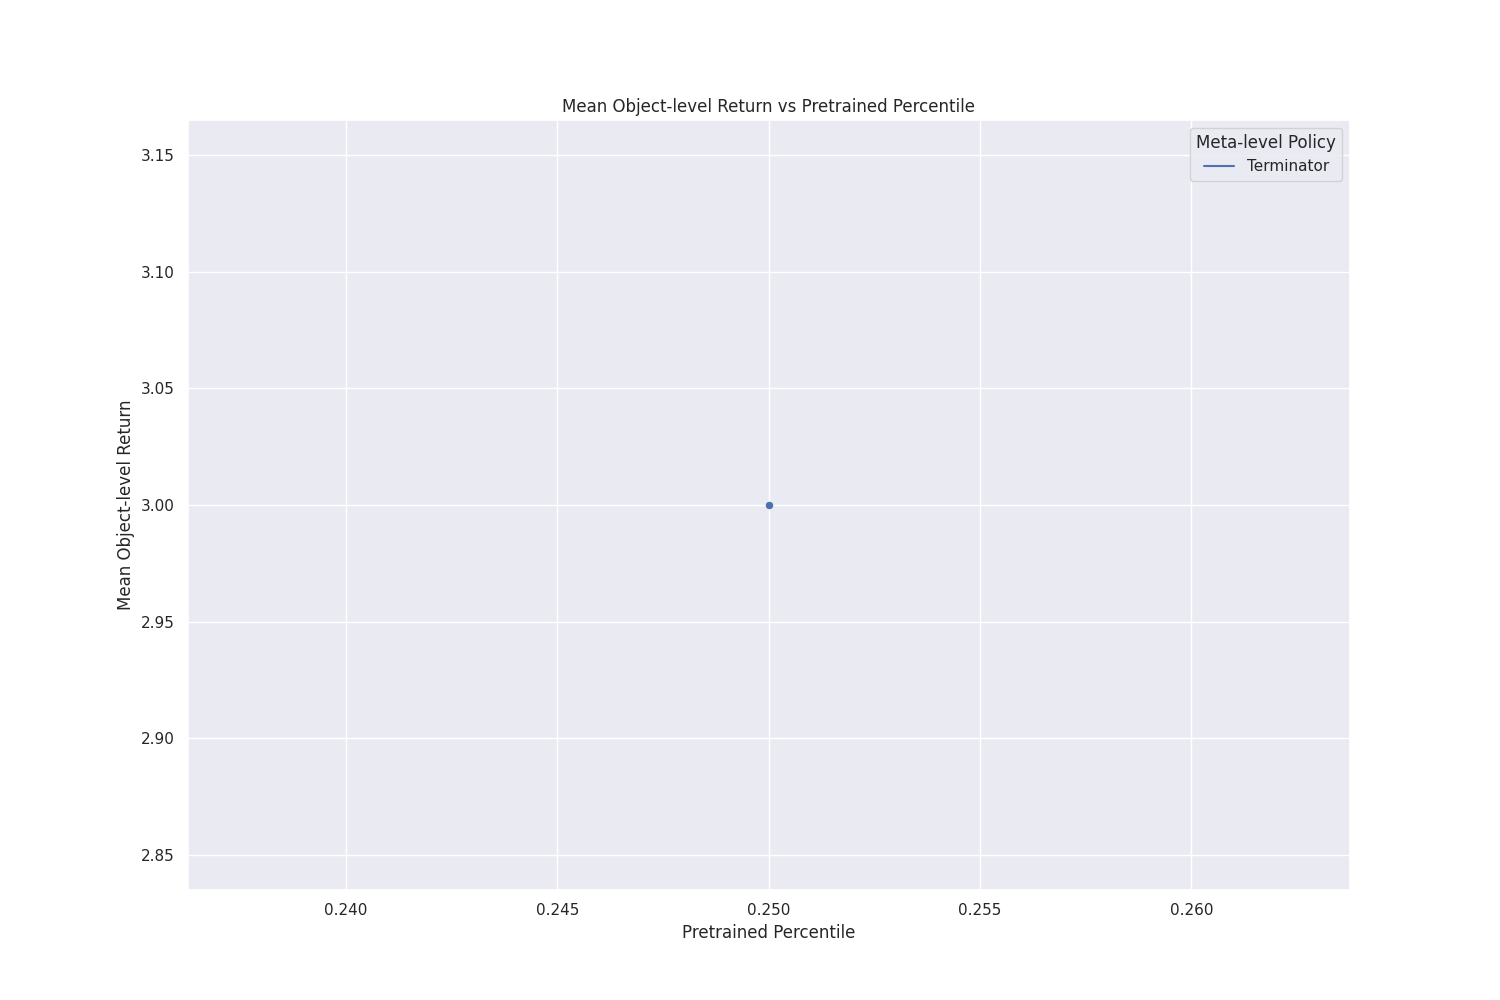 Mean Object-level Return vs Pretrained Percentile
Meta-level Policy
Terminator
Mean Object-level Return
3.15
3.10
3.05
3.00
2.95
2.90
2.85
0.240
0.245
0.250
0.255
0.260
Pretrained Percentile